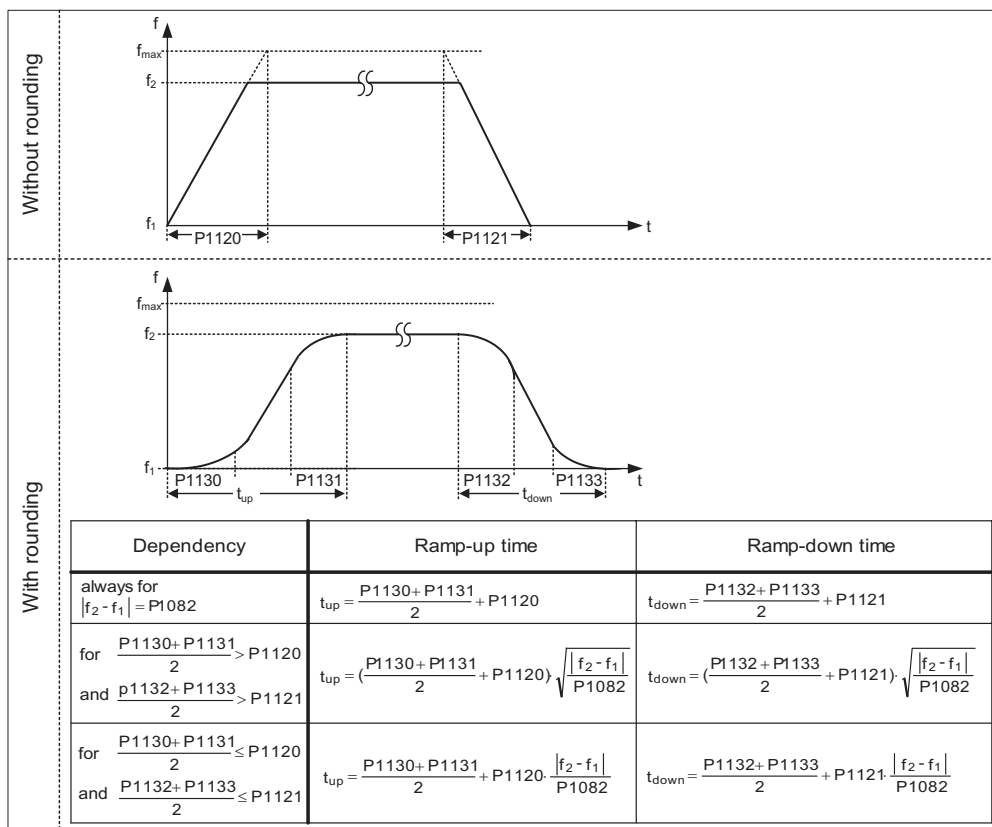 Without rounding
f
fmax
f2
f1
P1120
P1121
t
With rounding
f
fmax
f2
f1
P1130
P1131
P1132
P1133
t
tup
tdown
Dependency
Ramp-up time
Ramp-down time
always for
|f2 - f1| = P1082
tup = (P1130+P1131)/2 + P1120
tdown = (P1132+P1133)/2 + P1121
for (P1130+P1131)/2 > P1120
and (p1132+P1133)/2 > P1121
tup = ((P1130+P1131)/2 + P1120)· √(|f2 - f1|/P1082)
tdown = ((P1132+P1133)/2 + P1121)· √(|f2 - f1|/P1082)
for (P1130+P1131)/2 ≤ P1120
and (P1132+P1133)/2 ≤ P1121
tup = (P1130+P1131)/2 + P1120· |f2 - f1|/P1082
tdown = (P1132+P1133)/2 + P1121· |f2 - f1|/P1082